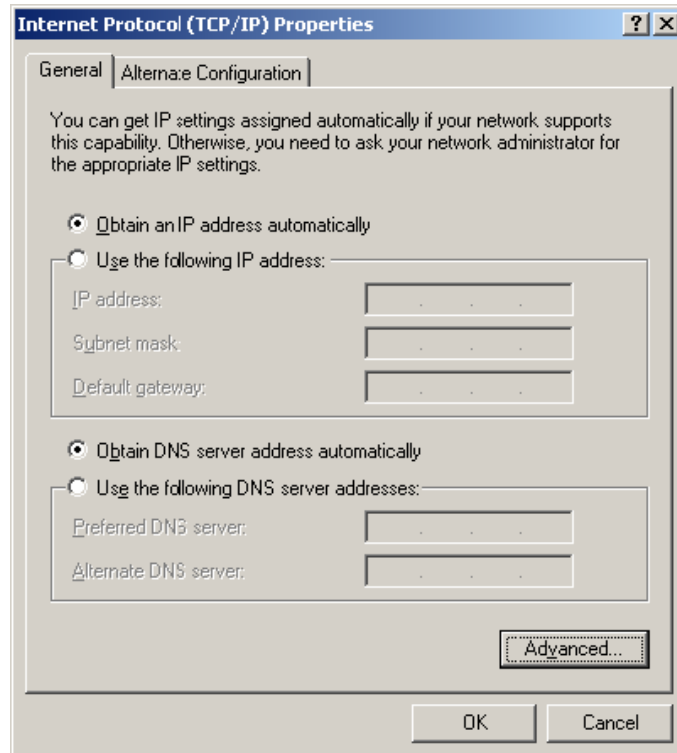 Internet Protocol (TCP/IP) Properties
General
Alternate Configuration
You can get IP settings assigned automatically if your network supports
this capability. Otherwise, you need to ask your network administrator for
the appropriate IP settings.
Obtain an IP address automatically
Use the following IP address:
IP address:
Subnet mask
Default gateway:
Obtain DNS server address automatically
Use the following DNS server addresses:
Preferred DNS server:
Alternate DNS server:
Advanced...
OK
Cancel